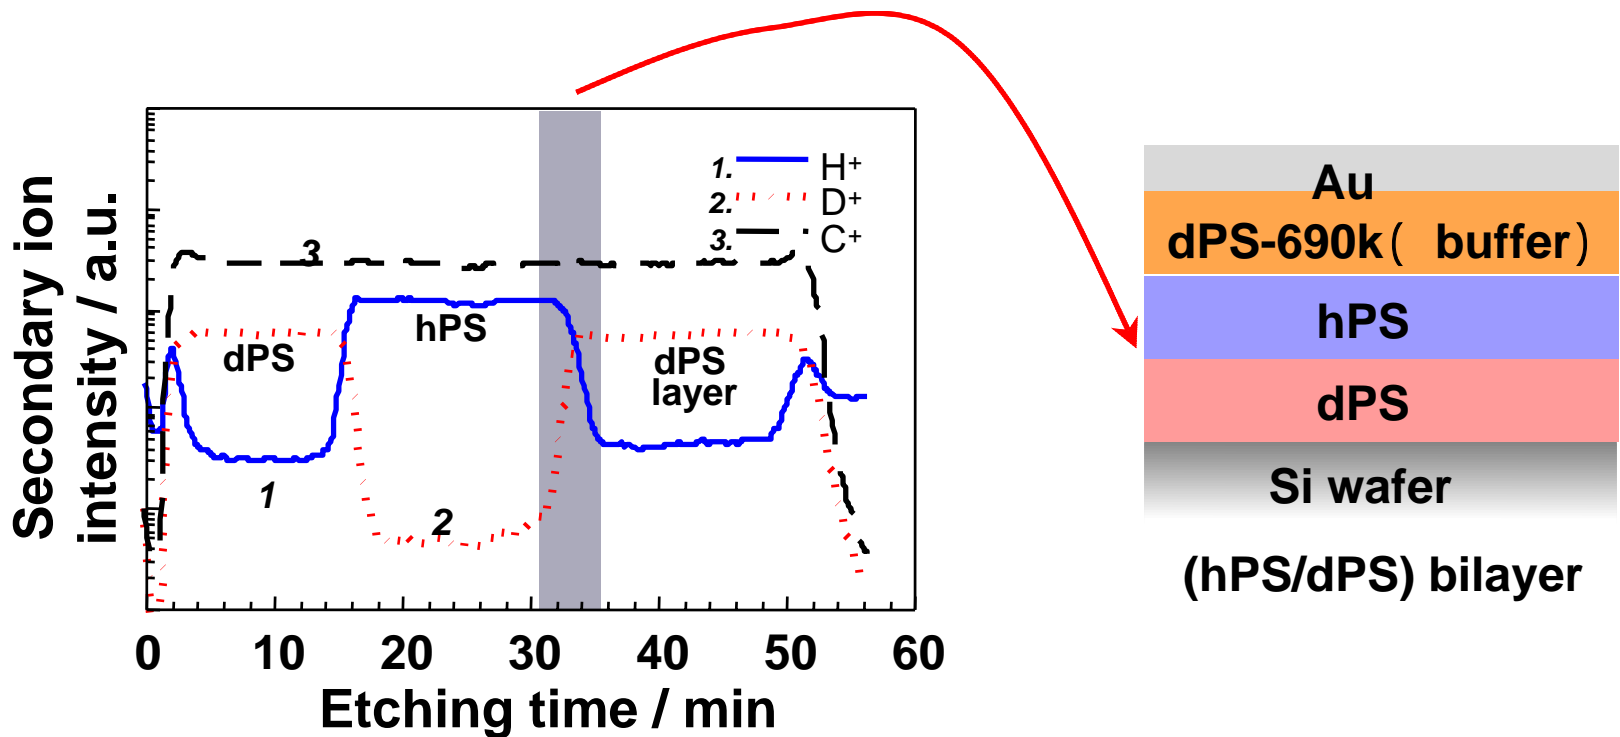 Secondary ion
intensity / a.u.
1. H⁺
2. D⁺
3. C⁺
3
hPS
dPS
dPS
layer
1
2
0 10 20 30 40 50 60
Etching time / min
Au
dPS-690k( buffer)
hPS
dPS
Si wafer
(hPS/dPS) bilayer